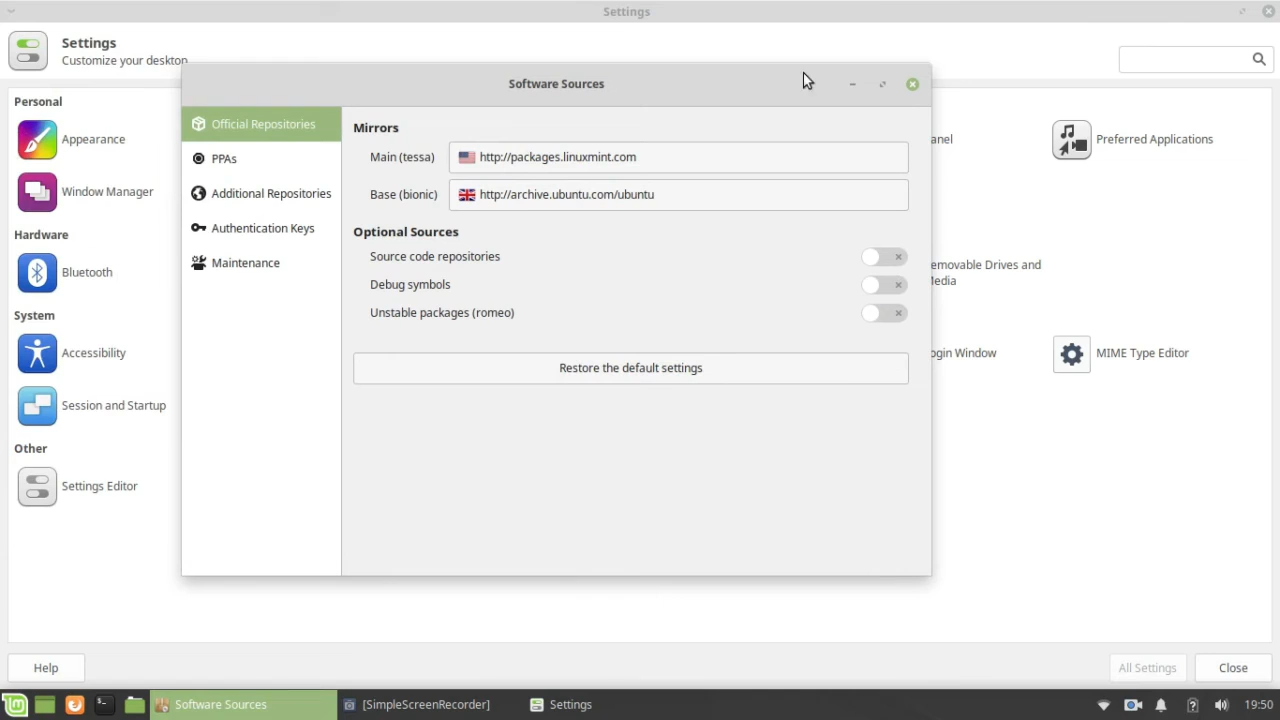 Settings
Settings
Customize your desktop
Software Sources
Personal
Appearance
Window Manager
Hardware
Bluetooth
System
Accessibility
Session and Startup
Other
Settings Editor
Official Repositories
PPAs
Additional Repositories
Authentication Keys
Maintenance
Mirrors
Main (tessa)
http://packages.linuxmint.com
Base (bionic)
http://archive.ubuntu.com/ubuntu
Optional Sources
Source code repositories
Debug symbols
Unstable packages (romeo)
Restore the default settings
anel
Preferred Applications
emovable Drives and
Media
ogin Window
MIME Type Editor
Help
All Settings
Close
Software Sources
[SimpleScreenRecorder]
Settings
19:50